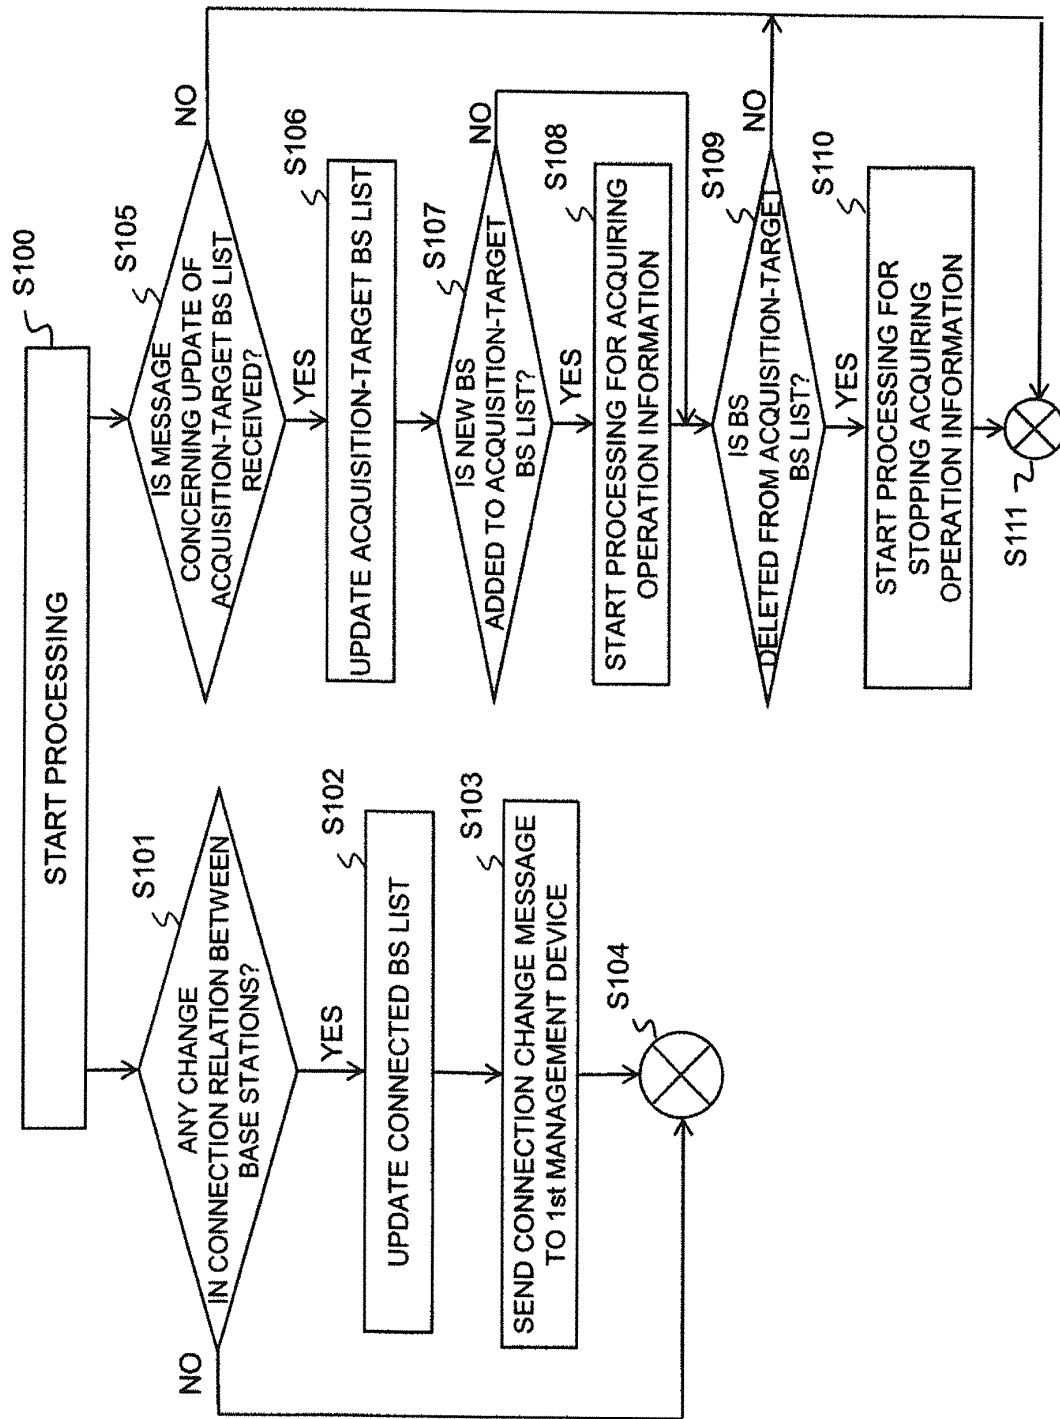 S100
START PROCESSING
S101
ANY CHANGE
IN CONNECTION RELATION BETWEEN
BASE STATIONS?
NO
YES
S102
UPDATE CONNECTED BS LIST
S103
SEND CONNECTION CHANGE MESSAGE
TO 1st MANAGEMENT DEVICE
S104
S105
IS MESSAGE
CONCERNING UPDATE OF
ACQUISITION-TARGET BS LIST
RECEIVED?
NO
YES
S106
UPDATE ACQUISITION-TARGET BS LIST
S107
IS NEW BS
ADDED TO ACQUISITION-TARGET
BS LIST?
NO
YES
S108
START PROCESSING FOR ACQUIRING
OPERATION INFORMATION
S109
IS BS
DELETED FROM ACQUISITION-TARGET
BS LIST?
NO
YES
S110
START PROCESSING FOR
STOPPING ACQUIRING
OPERATION INFORMATION
S111